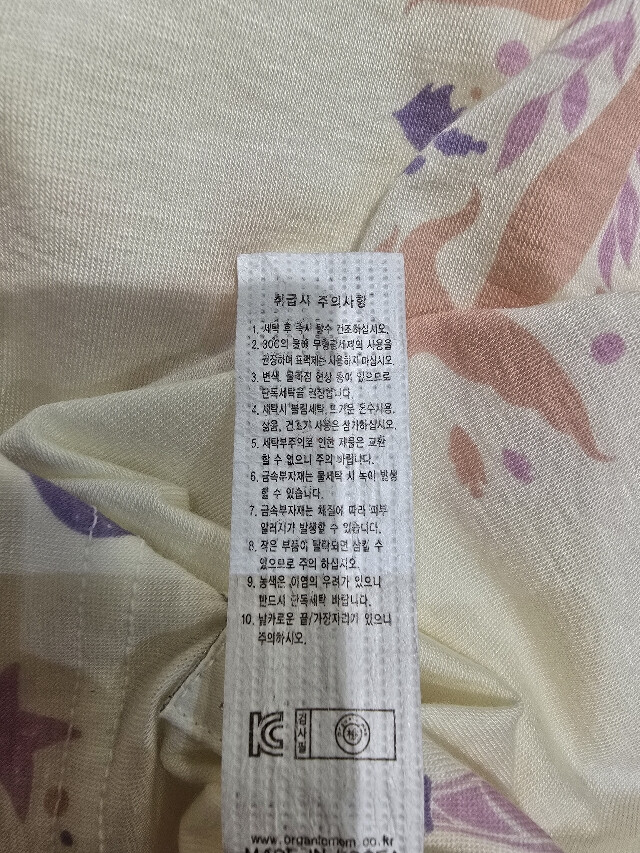 취급시 주의사항
1. 세탁 후 즉시 탈수 건조하십시오.
2. 30C의 물에 무형광세제의 사용을
권장하며 표백제는 사용하지 마십시오.
3. 변색, 물빠짐 현상 등이 있으므로
단독세탁을 권장합니다.
4. 세탁시 불림세탁, 뜨거운 온수사용,
삶음, 건조기 사용은 삼가하십시오.
5. 세탁부주의로 인한 제품은 교환
할 수 없으니 주의 바랍니다.
6. 금속부자재는 물세탁 시 녹이 발생
할 수 있습니다.
7. 금속부자재는 체질에 따라 피부
알러지가 발생할 수 있습니다.
8. 작은 부품이 탈락되면 삼킬 수
있으므로 주의 하십시오.
9. 농색은 이염의 우려가 있으니
반드시 단독세탁 바랍니다.
10. 날카로운 끝/가장자리가 있으니
주의하시오.
KC 검사필
www.organicmom.co.kr
MADE IN KOREA